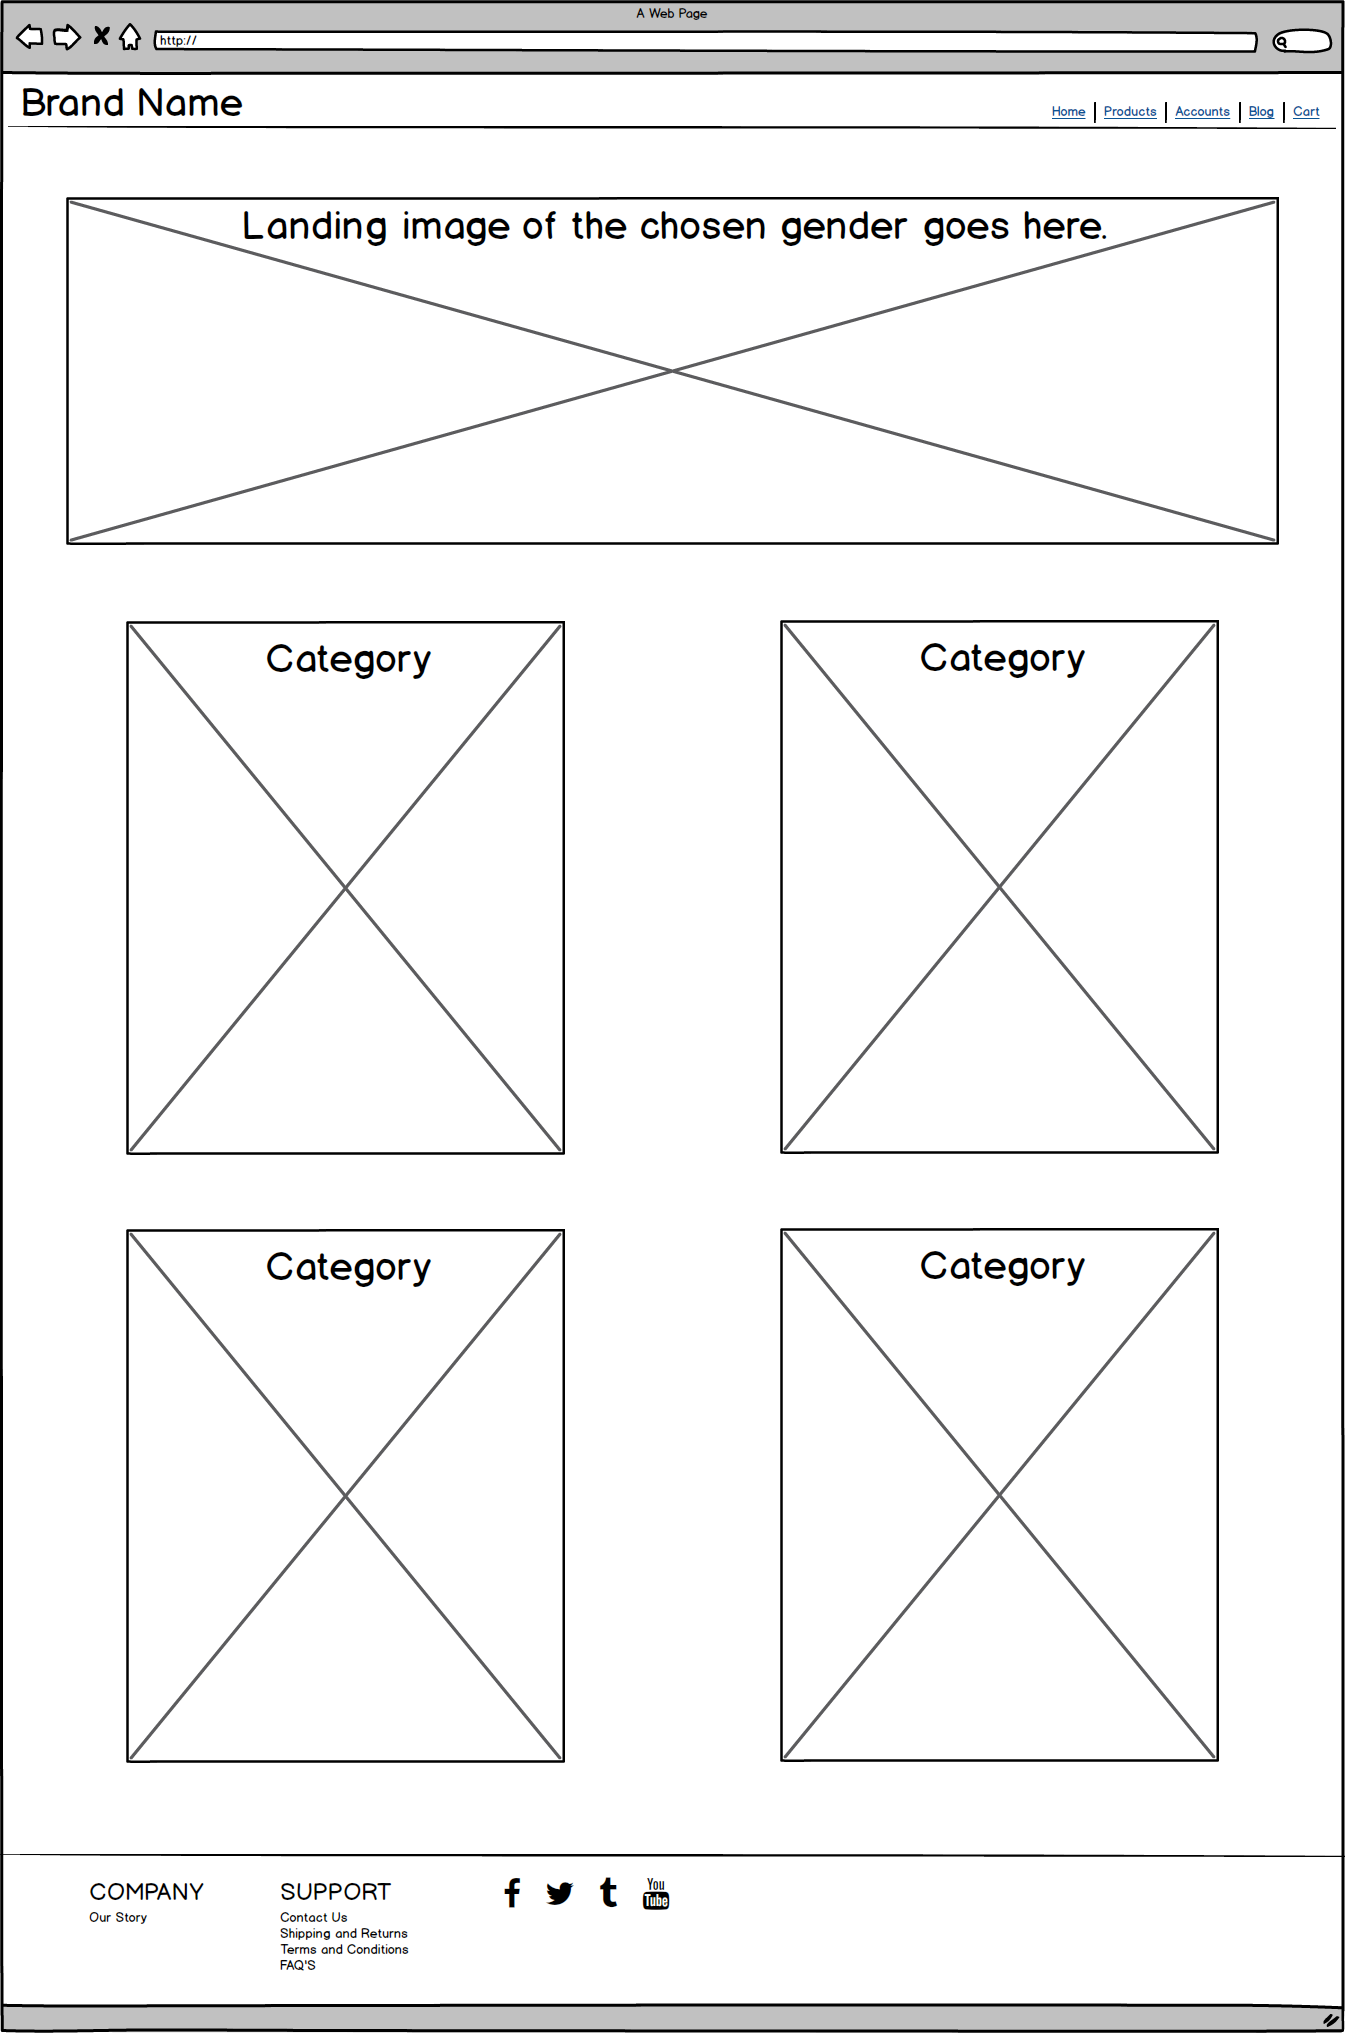 A Web Page
http://
Brand Name
Home Products Accounts Blog Cart
Landing image of the chosen gender goes here.
Category Category
Category Category
COMPANY SUPPORT
Our Story Contact Us
Shipping and Returns
Terms and Conditions
FAQ'S
You
Tube